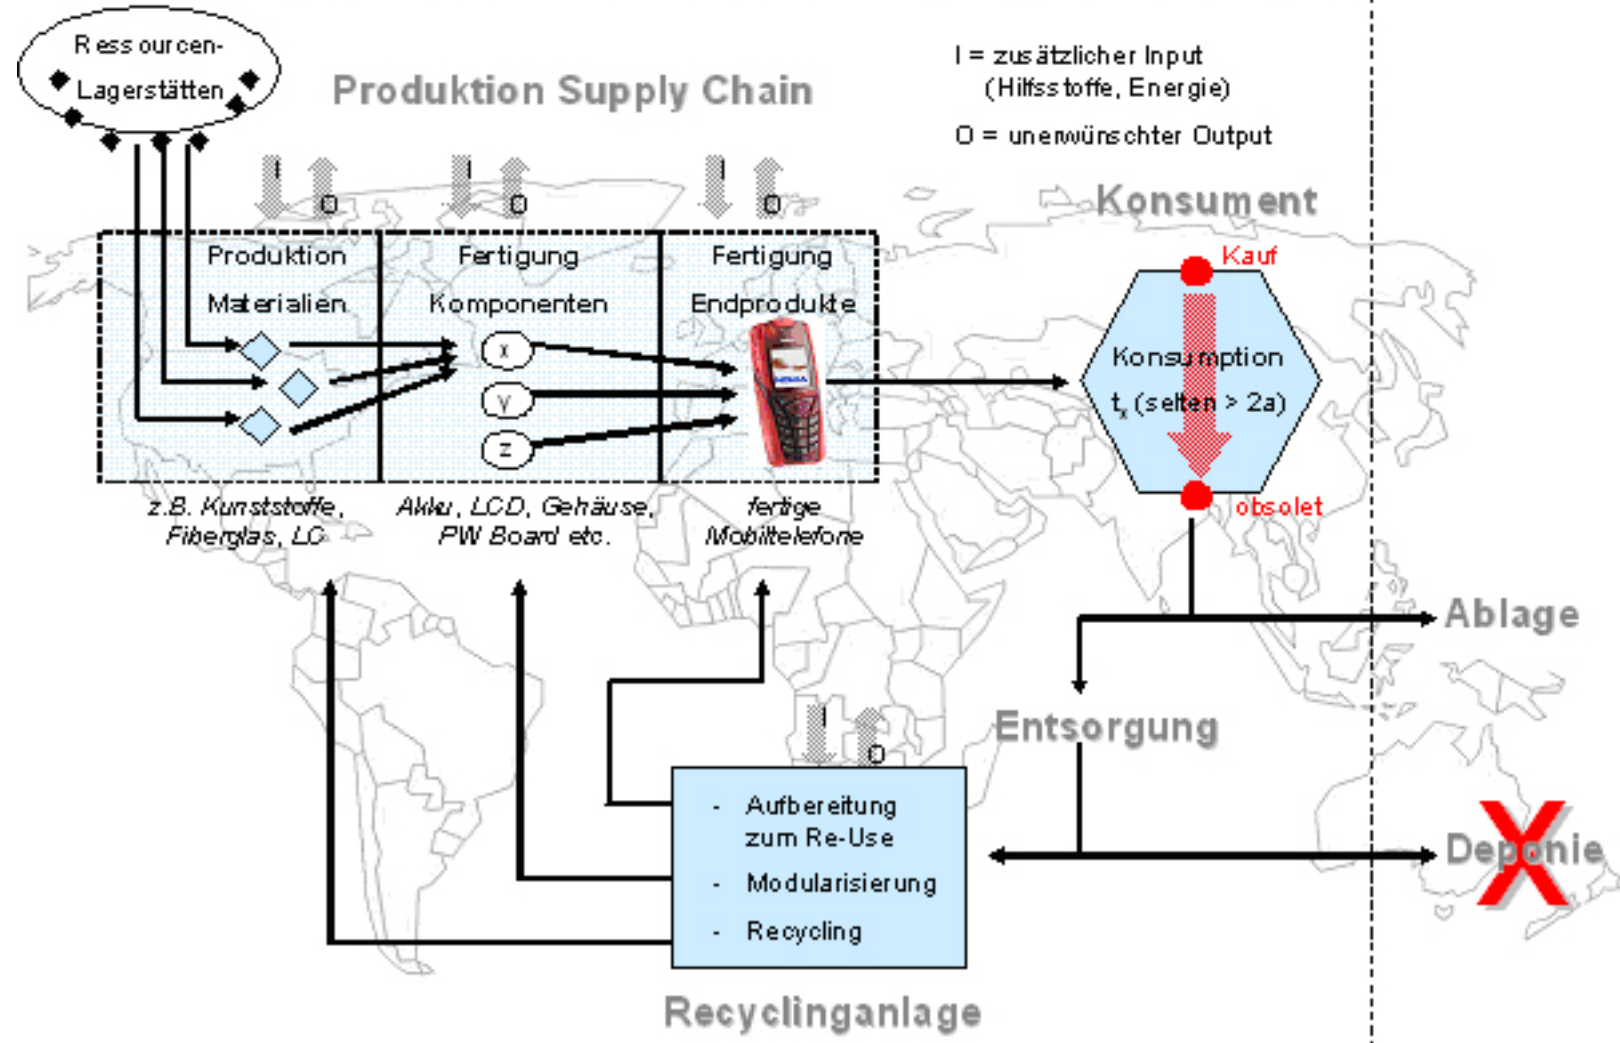 Ressourcen-
Lagerstätten
Produktion Supply Chain
I = zusätzlicher Input
(Hilfsstoffe, Energie)
O = unerwünschter Output
I
O
I
O
I
O
Konsument
Produktion
Materialien
Fertigung
Komponenten
Fertigung
Endprodukte
Kauf
x
y
z
NOKIA
Konsumption
tx (selten > 2a)
obsolet
z.B. Kunststoffe,
Fiberglas, LC
Akku, LCD, Gehäuse,
PW Board etc.
fertige
Mobiltelefone
Ablage
Entsorgung
I
O
- Aufbereitung
zum Re-Use
- Modularisierung
- Recycling
Deponie
X
Recyclinganlage